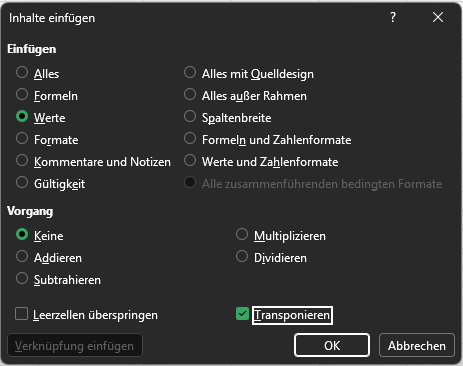 Inhalte einfügen ? ×
Einfügen
Alles Alles mit Quelldesign
Formeln Alles außer Rahmen
Werte Spaltenbreite
Formate Formeln und Zahlenformate
Kommentare und Notizen Werte und Zahlenformate
Gültigkeit Alle zusammenführenden bedingten Formate
Vorgang
Keine Multiplizieren
Addieren Dividieren
Subtrahieren
Leerzellen überspringen Transponieren
Verknüpfung einfügen OK Abbrechen